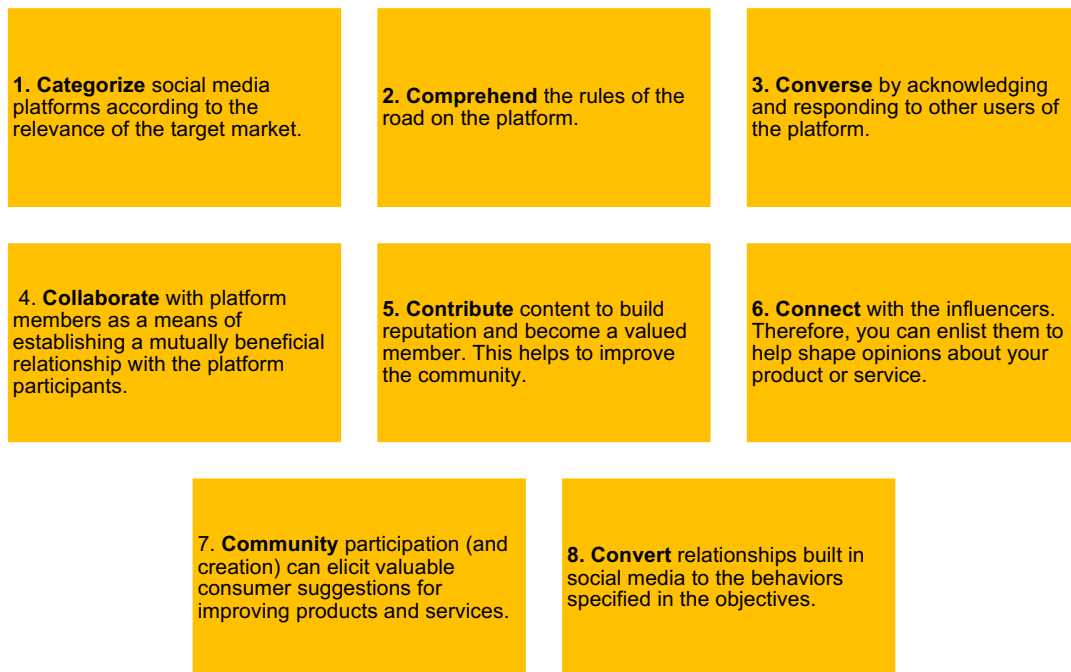 1. Categorize social media
platforms according to the
relevance of the target market.
2. Comprehend the rules of the
road on the platform.
3. Converse by acknowledging
and responding to other users of
the platform.
4. Collaborate with platform
members as a means of
establishing a mutually beneficial
relationship with the platform
participants.
5. Contribute content to build
reputation and become a valued
member. This helps to improve
the community.
6. Connect with the influencers.
Therefore, you can enlist them to
help shape opinions about your
product or service.
7. Community participation (and
creation) can elicit valuable
consumer suggestions for
improving products and services.
8. Convert relationships built in
social media to the behaviors
specified in the objectives.